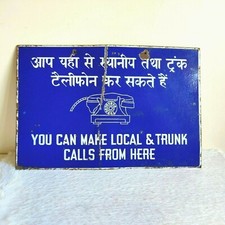 आप यहाँ से स्थानीय तथा ट्रंक
टैलीफोन कर सकते हैं
YOU CAN MAKE LOCAL & TRUNK
CALLS FROM HERE